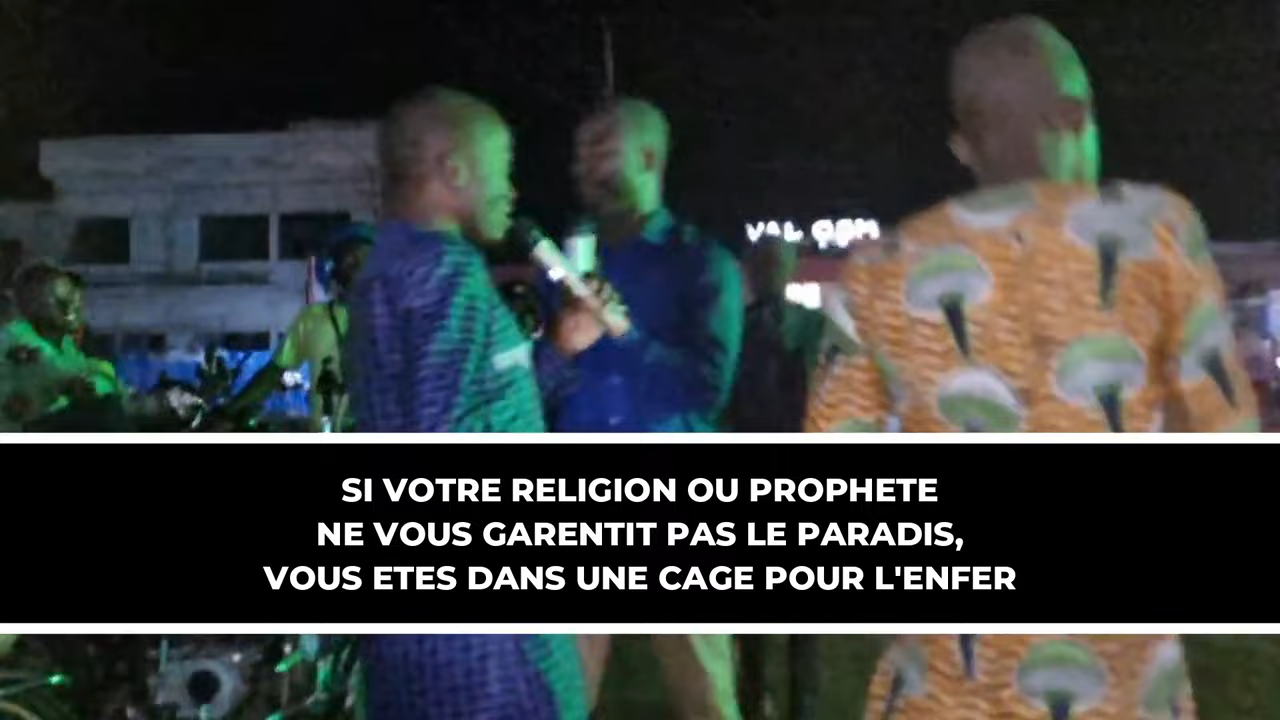 SI VOTRE RELIGION OU PROPHETE
NE VOUS GARENTIT PAS LE PARADIS,
VOUS ETES DANS UNE CAGE POUR L'ENFER